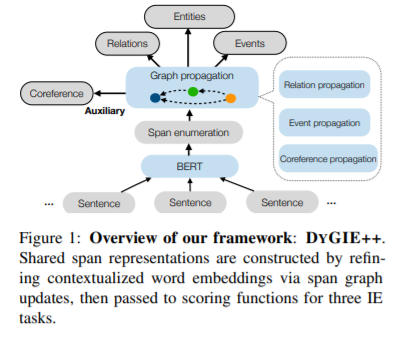 Entities
Relations
Events
Graph propagation
Coreference
Auxiliary
Relation propagation
Event propagation
Coreference propagation
Span enumeration
BERT
... Sentence Sentence Sentence ...
Figure 1: Overview of our framework: DYGIE++.
Shared span representations are constructed by refin-
ing contextualized word embeddings via span graph
updates, then passed to scoring functions for three IE
tasks.